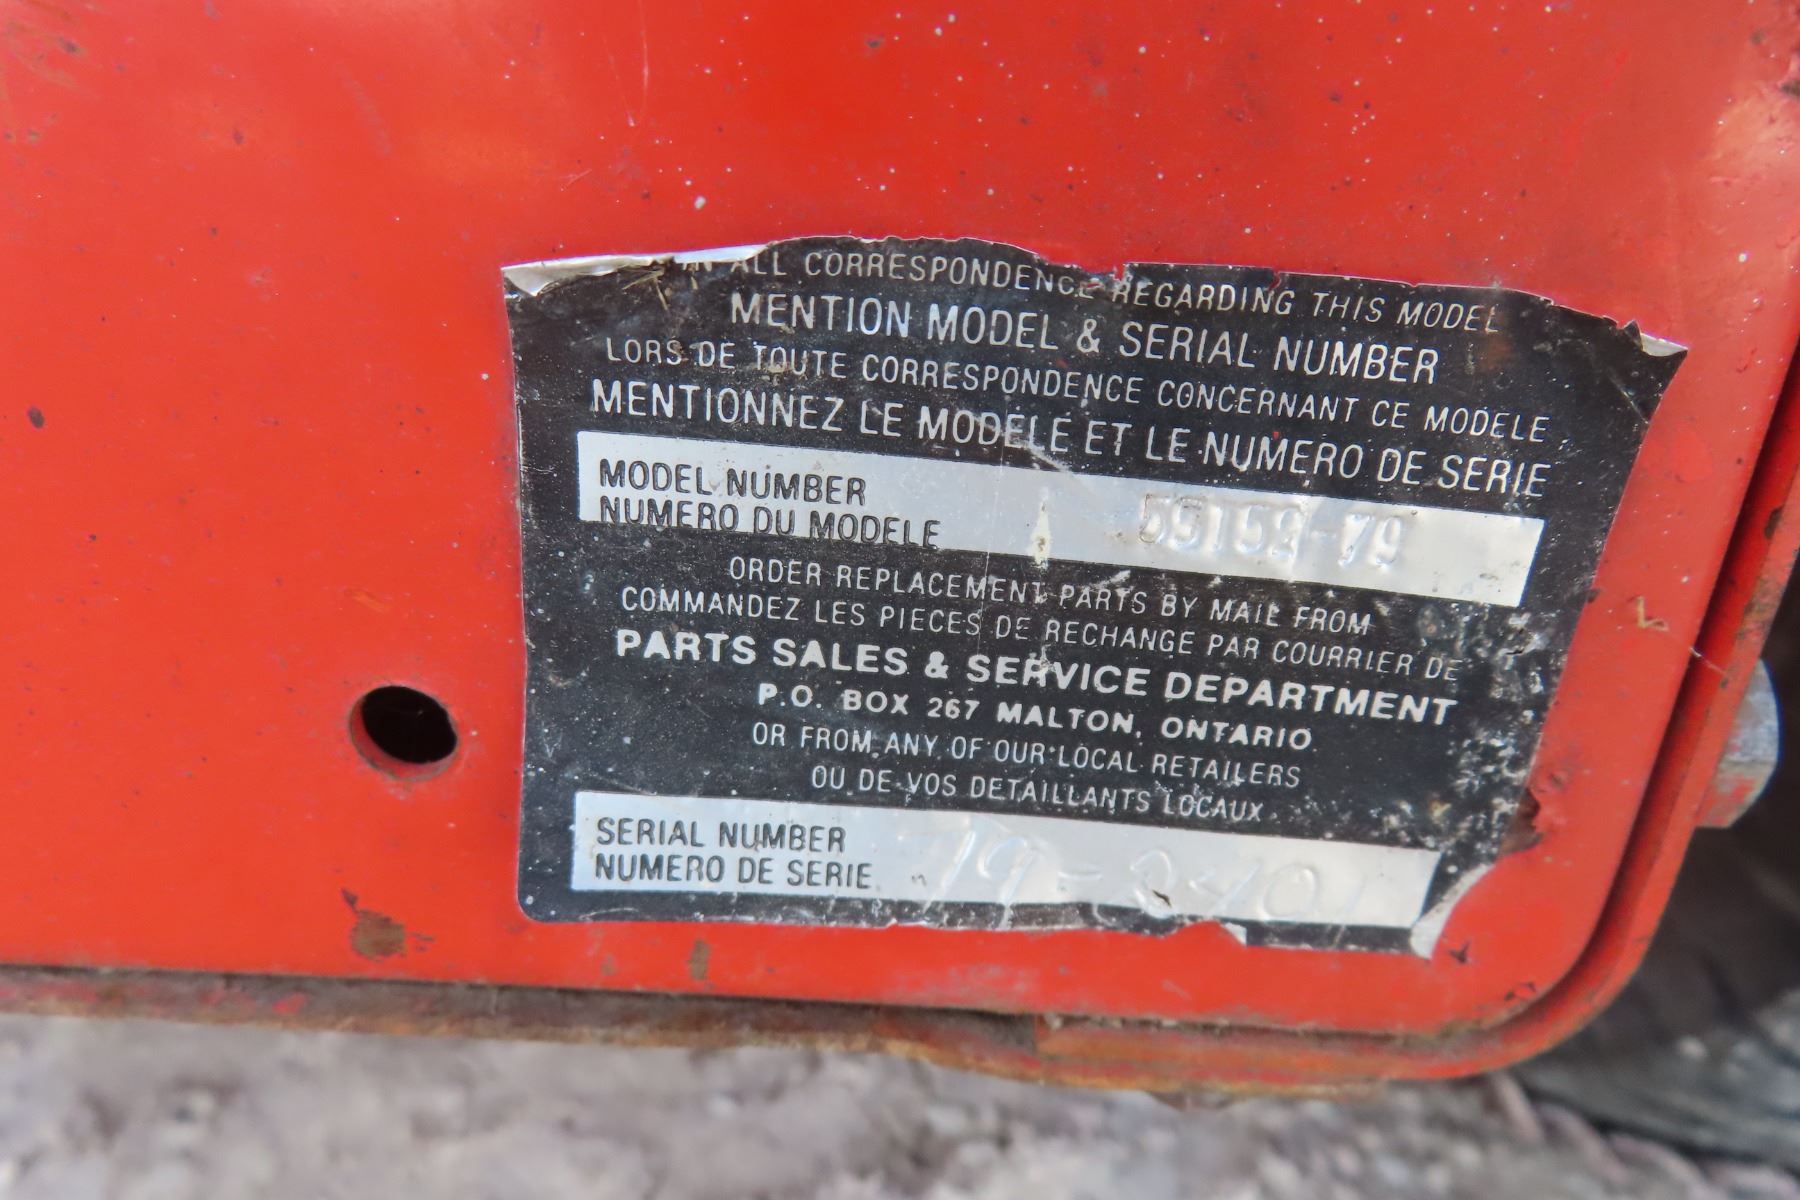 IN ALL CORRESPONDENCE REGARDING THIS MODEL
MENTION MODEL & SERIAL NUMBER
LORS DE TOUTE CORRESPONDENCE CONCERNANT CE MODELE
MENTIONNEZ LE MODELE ET LE NUMERO DE SERIE
MODEL NUMBER
NUMERO DU MODELE
ORDER REPLACEMENT PARTS BY MAIL FROM
COMMANDEZ LES PIECES DE RECHANGE PAR COURRIER DE
PARTS SALES & SERVICE DEPARTMENT
P.O. BOX 267 MALTON, ONTARIO
OR FROM ANY OF OUR LOCAL RETAILERS
OU DE VOS DETAILLANTS LOCAUX
SERIAL NUMBER
NUMERO DE SERIE